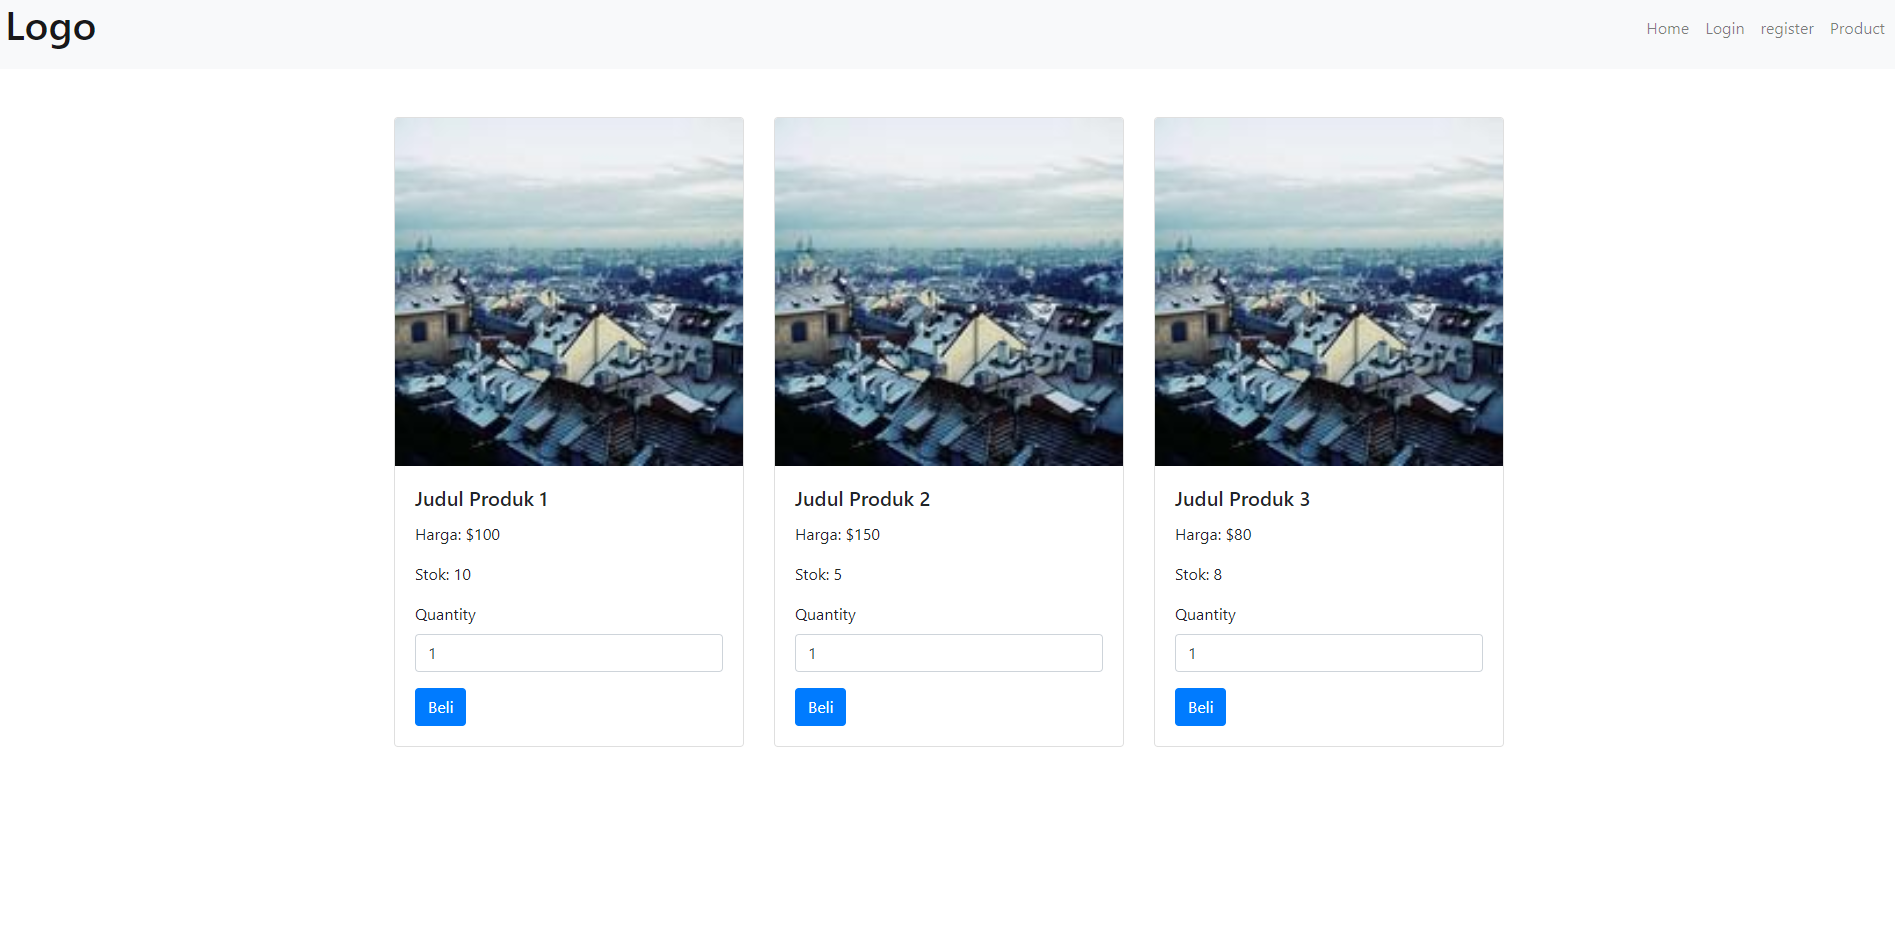 Logo
Home Login register Product
Judul Produk 1
Harga: $100
Stok: 10
Quantity
1
Beli
Judul Produk 2
Harga: $150
Stok: 5
Quantity
1
Beli
Judul Produk 3
Harga: $80
Stok: 8
Quantity
1
Beli